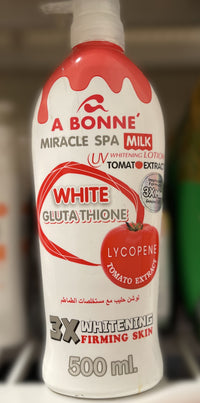 A BONNE´
MIRACLE SPA MILK
UV WHITENING LOTION
TOMATO EXTRACT
WHITE
GLUTATHIONE
3X
LYCOPENE
TOMATO EXTRACT
لوشن حليب مع مستخلصات الطماطم
3X WHITENING
FIRMING SKIN
500 ml.